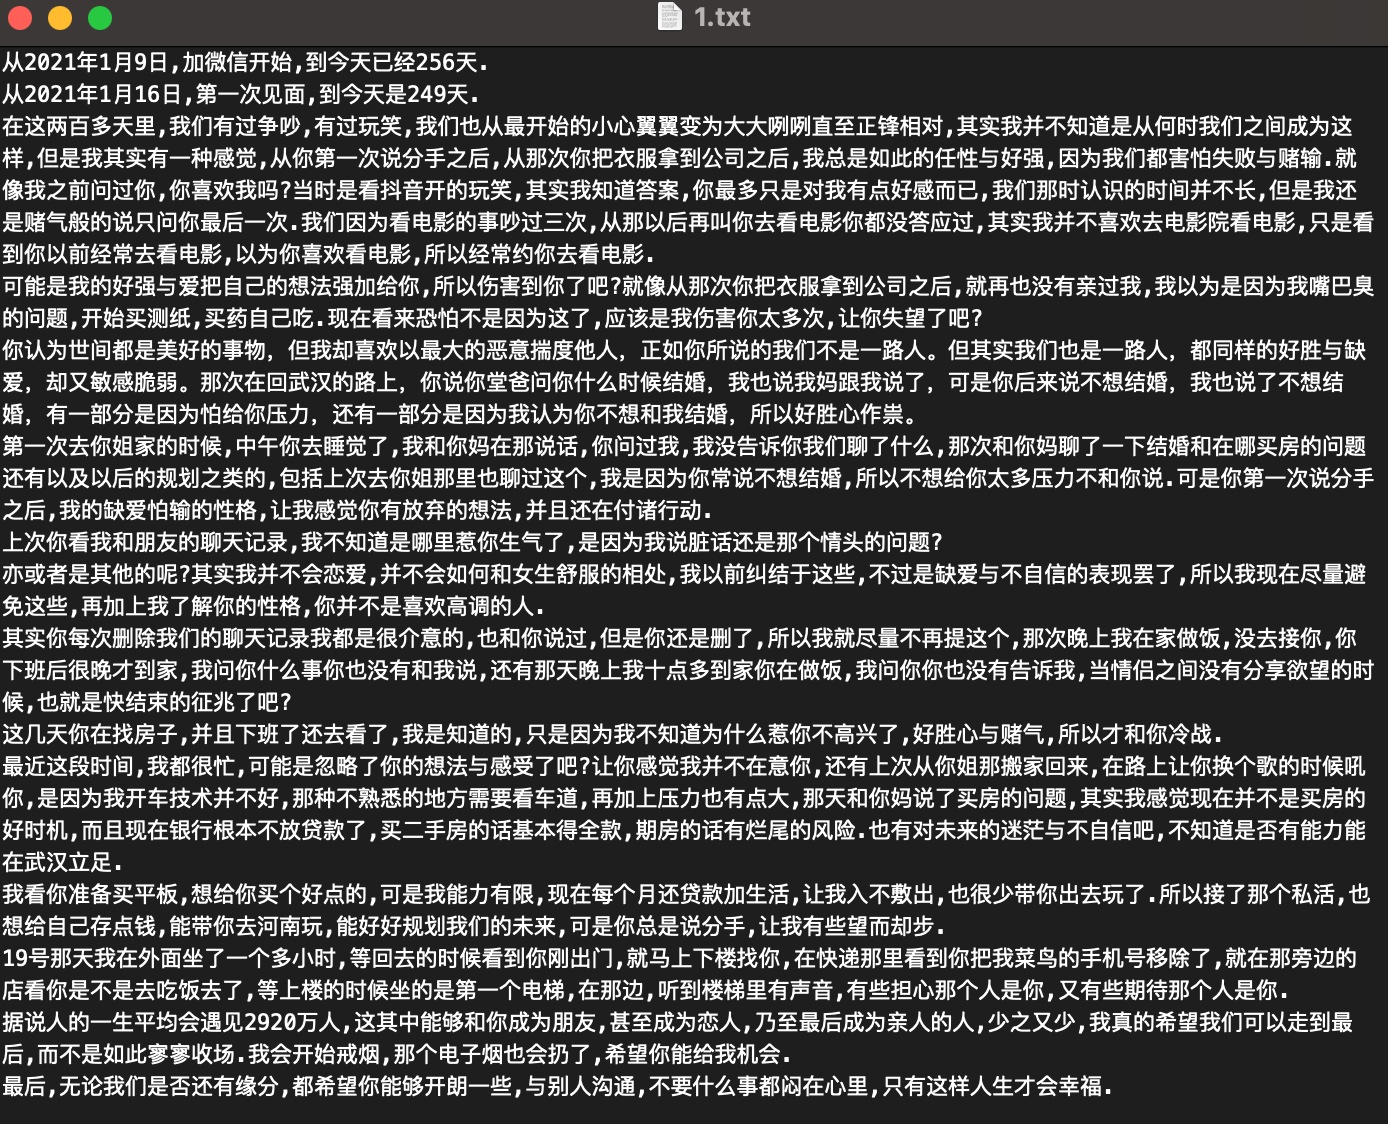 1.txt
从2021年1月9日,加微信开始,到今天已经256天.
从2021年1月16日,第一次见面,到今天是249天.
在这两百多天里,我们有过争吵,有过玩笑,我们也从最开始的小心翼翼变为大大咧咧直至正锋相对,其实我并不知道是从何时我们之间成为这
样,但是我其实有一种感觉,从你第一次说分手之后,从那次你把衣服拿到公司之后,我总是如此的任性与好强,因为我们都害怕失败与赌输.就
像我之前问过你,你喜欢我吗?当时是看抖音开的玩笑,其实我知道答案,你最多只是对我有点好感而已,我们那时认识的时间并不长,但是我还
是赌气般的说只问你最后一次.我们因为看电影的事吵过三次,从那以后再叫你去看电影你都没答应过,其实我并不喜欢去电影院看电影,只是看
到你以前经常去看电影,以为你喜欢看电影,所以经常约你去看电影.
可能是我的好强与爱把自己的想法强加给你,所以伤害到你了吧?就像从那次你把衣服拿到公司之后,就再也没有亲过我,我以为是因为我嘴巴臭
的问题,开始买测纸,买药自己吃.现在看来恐怕不是因为这了,应该是我伤害你太多次,让你失望了吧?
你认为世间都是美好的事物，但我却喜欢以最大的恶意揣度他人，正如你所说的我们不是一路人。但其实我们也是一路人，都同样的好胜与缺
爱，却又敏感脆弱。那次在回武汉的路上，你说你堂爸问你什么时候结婚，我也说我妈跟我说了，可是你后来说不想结婚，我也说了不想结
婚，有一部分是因为怕给你压力，还有一部分是因为我认为你不想和我结婚，所以好胜心作祟。
第一次去你姐家的时候,中午你去睡觉了,我和你妈在那说话,你问过我,我没告诉你我们聊了什么,那次和你妈聊了一下结婚和在哪买房的问题
还有以及以后的规划之类的,包括上次去你姐那里也聊过这个,我是因为你常说不想结婚,所以不想给你太多压力不和你说.可是你第一次说分手
之后,我的缺爱怕输的性格,让我感觉你有放弃的想法,并且还在付诸行动.
上次你看我和朋友的聊天记录,我不知道是哪里惹你生气了,是因为我说脏话还是那个情头的问题?
亦或者是其他的呢?其实我并不会恋爱,并不会如何和女生舒服的相处,我以前纠结于这些,不过是缺爱与不自信的表现罢了,所以我现在尽量避
免这些,再加上我了解你的性格,你并不是喜欢高调的人.
其实你每次删除我们的聊天记录我都是很介意的,也和你说过,但是你还是删了,所以我就尽量不再提这个,那次晚上我在家做饭,没去接你,你
下班后很晚才到家,我问你什么事你也没有和我说,还有那天晚上我十点多到家你在做饭,我问你你也没有告诉我,当情侣之间没有分享欲望的时
候,也就是快结束的征兆了吧?
这几天你在找房子,并且下班了还去看了,我是知道的,只是因为我不知道为什么惹你不高兴了,好胜心与赌气,所以才和你冷战.
最近这段时间,我都很忙,可能是忽略了你的想法与感受了吧?让你感觉我并不在意你,还有上次从你姐那搬家回来,在路上让你换个歌的时候吼
你,是因为我开车技术并不好,那种不熟悉的地方需要看车道,再加上压力也有点大,那天和你妈说了买房的问题,其实我感觉现在并不是买房的
好时机,而且现在银行根本不放贷款了,买二手房的话基本得全款,期房的话有烂尾的风险.也有对未来的迷茫与不自信吧,不知道是否有能力能
在武汉立足.
我看你准备买平板,想给你买个好点的,可是我能力有限,现在每个月还贷款加生活,让我入不敷出,也很少带你出去玩了.所以接了那个私活,也
想给自己存点钱,能带你去河南玩,能好好规划我们的未来,可是你总是说分手,让我有些望而却步.
19号那天我在外面坐了一个多小时,等回去的时候看到你刚出门,就马上下楼找你,在快递那里看到你把我菜鸟的手机号移除了,就在那旁边的
店看你是不是去吃饭去了,等上楼的时候坐的是第一个电梯,在那边,听到楼梯里有声音,有些担心那个人是你,又有些期待那个人是你.
据说人的一生平均会遇见2920万人,这其中能够和你成为朋友,甚至成为恋人,乃至最后成为亲人的人,少之又少,我真的希望我们可以走到最
后,而不是如此寥寥收场.我会开始戒烟,那个电子烟也会扔了,希望你能给我机会.
最后,无论我们是否还有缘分,都希望你能够开朗一些,与别人沟通,不要什么事都闷在心里,只有这样人生才会幸福.